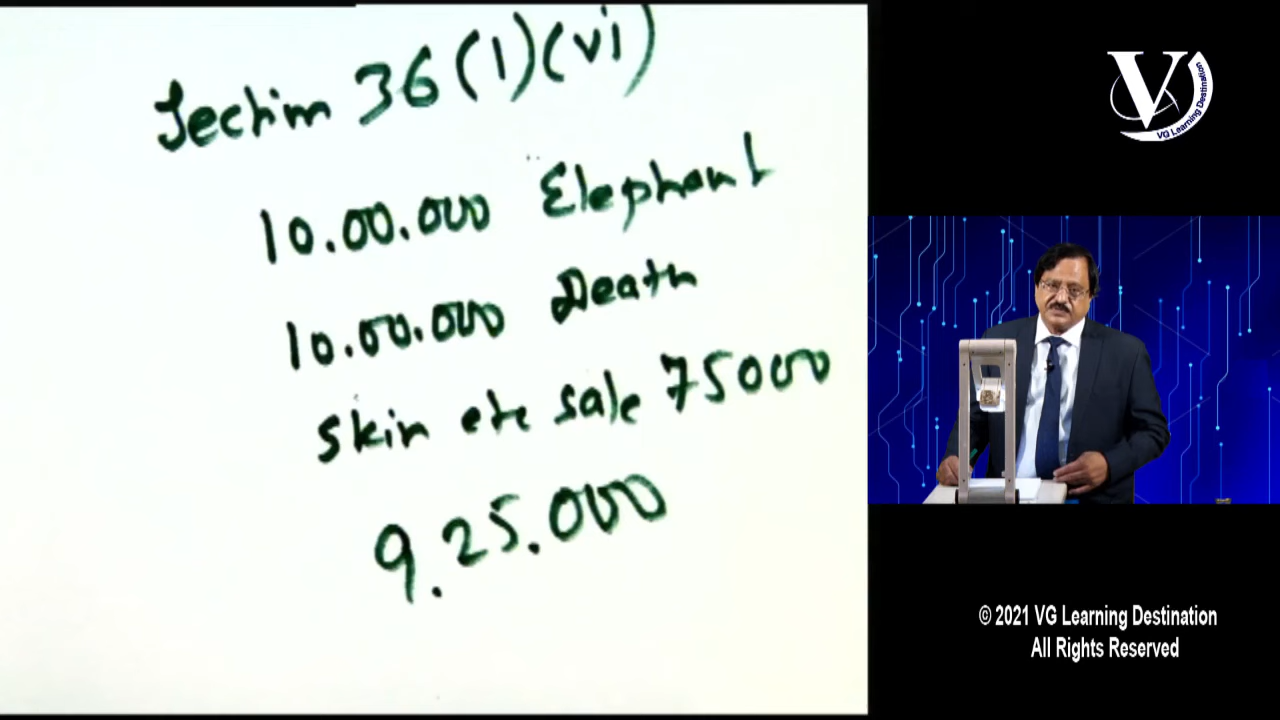 Section 36(1)(vi)
10.00.000 Elephant
10.00.000 Death
Skin etc sale 75000
9.25.000
V
VG Learning Destination
© 2021 VG Learning Destination
All Rights Reserved